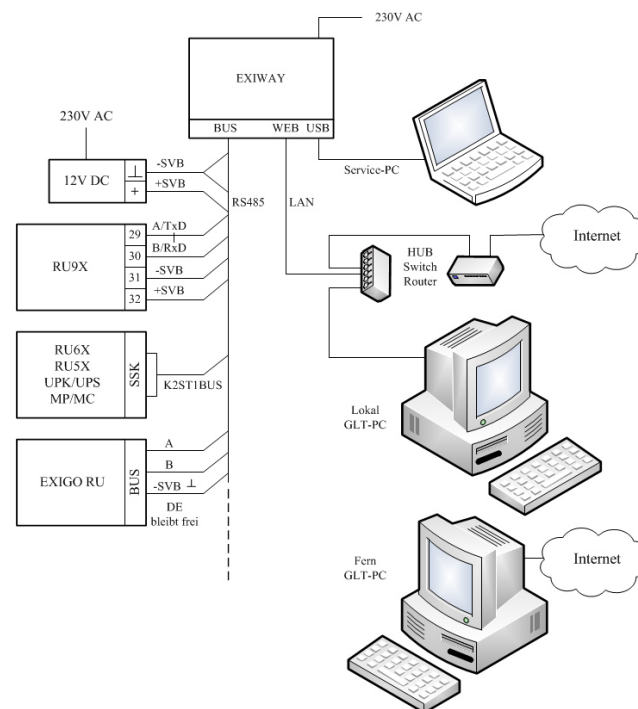 230V AC
EXIWAY
BUS WEB USB
230V AC
12V DC
⊥
+
-SVB
+SVB
RS485
LAN
Service-PC
RU9X
29
30
31
32
A/TxD
B/RxD
-SVB
+SVB
HUB
Switch
Router
Internet
RU6X
RU5X
UPK/UPS
MP/MC
SSK
K2ST1BUS
Lokal
GLT-PC
EXIGO RU
BUS
A
B
-SVB ⊥
DE
bleibt frei
Fern
GLT-PC
Internet